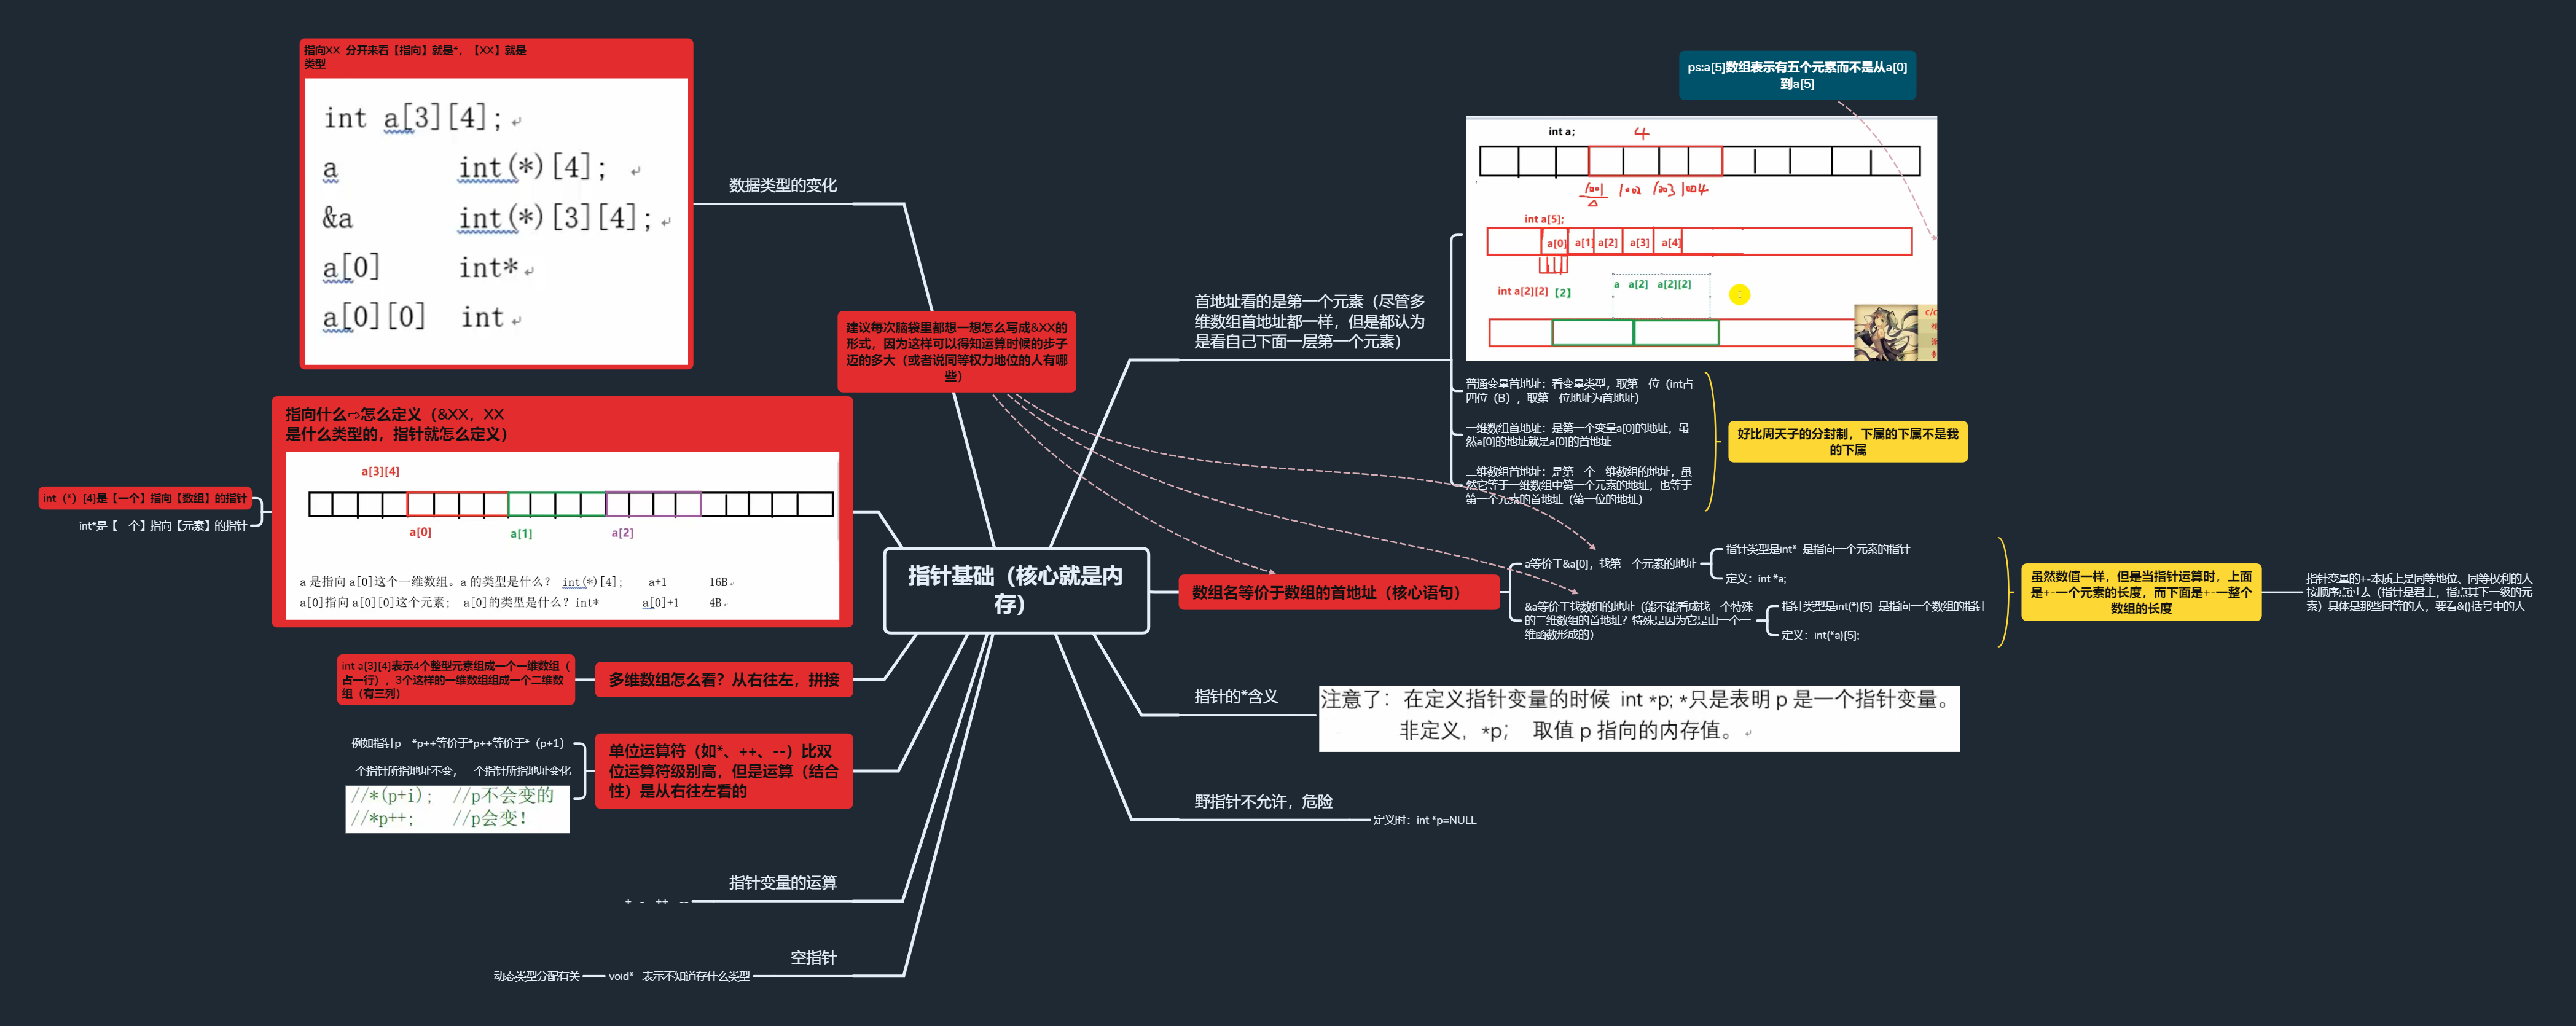 指向XX 分开来看【指向】就是*，【XX】就是
类型
int a[3][4];
a int(*)[4];
&a int(*)[3][4];
a[0] int*
a[0][0] int
数据类型的变化
建议每次脑袋里都想一想怎么写成&XX的
形式，因为这样可以得知运算时候的步子
迈的多大（或者说同等权力地位的人有哪
些）
指向什么⇨怎么定义（&XX，XX
是什么类型的，指针就怎么定义）
a[3][4]
a[0] a[1] a[2]
a 是指向 a[0]这个一维数组。a 的类型是什么？ int(*)[4]; a+1 16B
a[0]指向 a[0][0]这个元素； a[0]的类型是什么？int* a[0]+1 4B
int（*）[4]是【一个】指向【数组】的指针
int*是【一个】指向【元素】的指针
指针基础（核心就是内
存）
多维数组怎么看？从右往左，拼接
int a[3][4]表示4个整型元素组成一个一维数组（
占一行），3个这样的一维数组组成一个二维数
组（有三列）
单位运算符（如*、++、--）比双
位运算符级别高，但是运算（结合
性）是从右往左看的
例如指针p *p++等价于*p++等价于*（p+1）
一个指针所指地址不变，一个指针所指地址变化
//*(p+i); //p不会变的
//*p++; //p会变！
指针变量的运算
+ - ++ --
空指针
void* 表示不知道存什么类型
动态类型分配有关
ps:a[5]数组表示有五个元素而不是从a[0]
到a[5]
int a; 4
1001 1002 1003 1004
int a[5];
a[0] a[1] a[2] a[3] a[4]
int a[2][2]【2】 a a[2] a[2][2]
c/c
首地址看的是第一个元素（尽管多
维数组首地址都一样，但是都认为
是看自己下面一层第一个元素）
普通变量首地址：看变量类型，取第一位（int占
四位（B），取第一位地址为首地址）
一维数组首地址：是第一个变量a[0]的地址，虽
然a[0]的地址就是a[0]的首地址
二维数组首地址：是第一个一维数组的地址，虽
然它等于一维数组中第一个元素的地址，也等于
第一个元素的首地址（第一位的地址）
好比周天子的分封制，下属的下属不是我
的下属
数组名等价于数组的首地址（核心语句）
a等价于&a[0]，找第一个元素的地址
指针类型是int* 是指向一个元素的指针
定义：int *a;
&a等价于找数组的地址（能不能看成找一个特殊
的二维数组的首地址？特殊是因为它是由一个一
维函数形成的）
指针类型是int(*)[5] 是指向一个数组的指针
定义：int(*a)[5];
虽然数值一样，但是当指针运算时，上面
是+-一个元素的长度，而下面是+-一整个
数组的长度
指针变量的+-本质上是同等地位、同等权利的人
按顺序点过去（指针是君主，指点其下一级的元
素）具体是那些同等的人，要看&()括号中的人
指针的*含义
注意了：在定义指针变量的时候 int *p; *只是表明 p 是一个指针变量。
非定义，*p; 取值 p 指向的内存值。
野指针不允许，危险
定义时：int *p=NULL